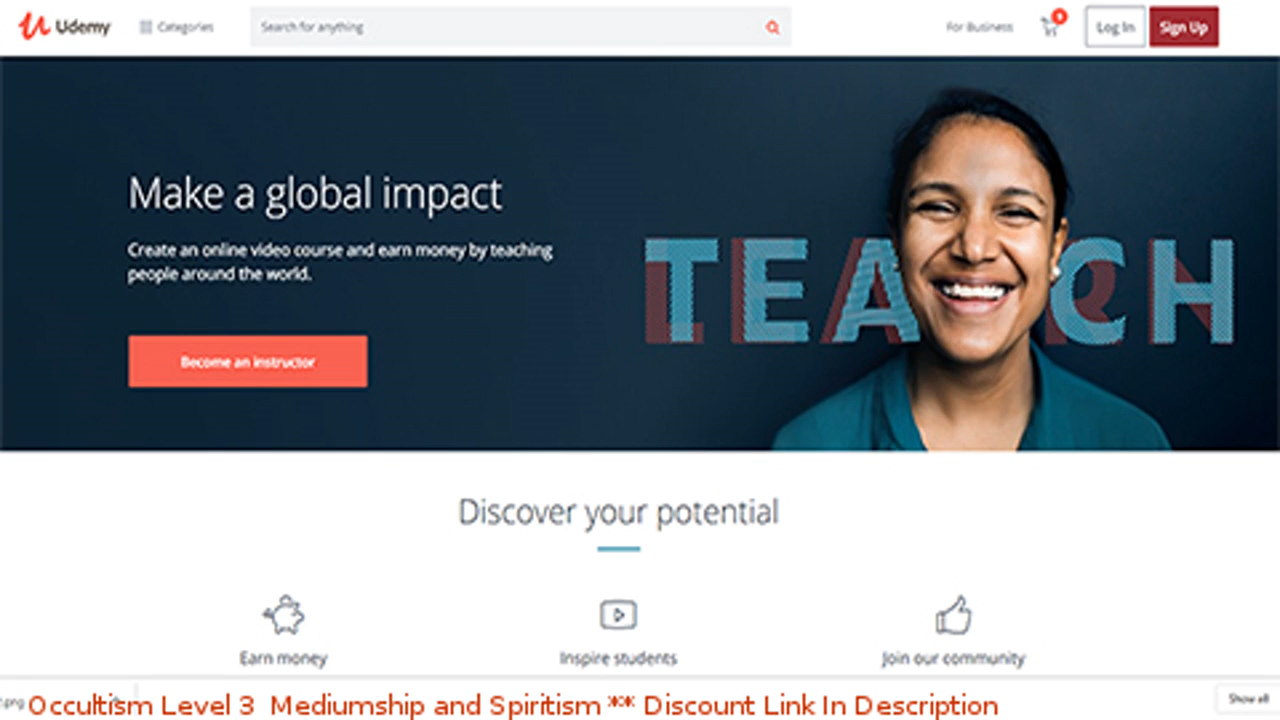 Udemy
Categories
Search for anything
For Business
Log In
Sign Up
Make a global impact
Create an online video course and earn money by teaching
people around the world.
TEACH
Become an instructor
Discover your potential
Earn money
Inspire students
Join our community
Occultism Level 3 Mediumship and Spiritism ** Discount Link In Description
Show all